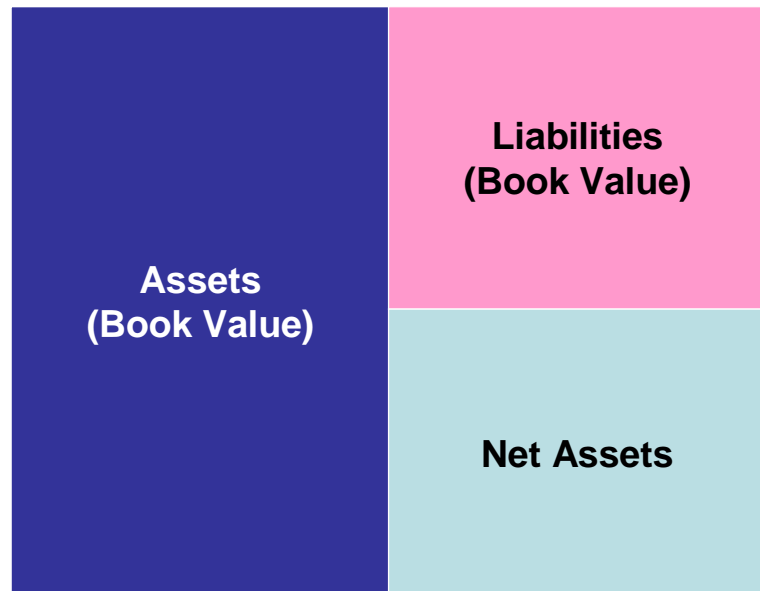 Assets
(Book Value)
Liabilities
(Book Value)
Net Assets